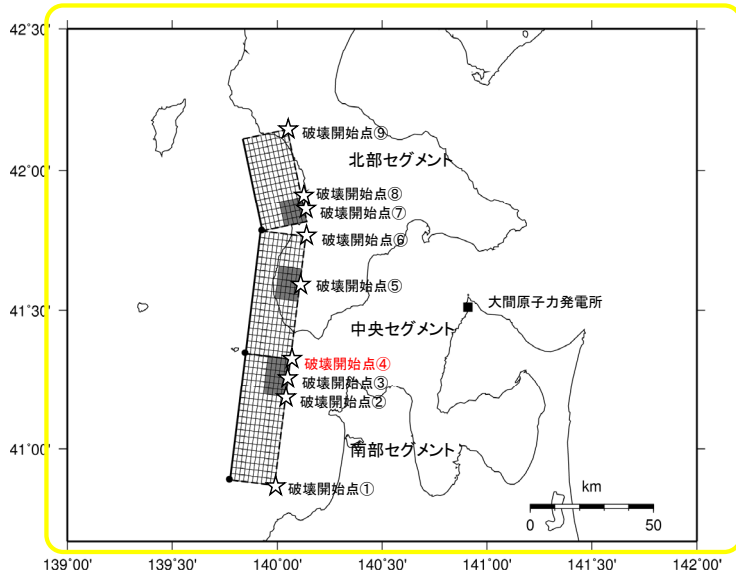 42°30'
破壊開始点⑨
北部セグメント
42°00'
破壊開始点⑧
破壊開始点⑦
破壊開始点⑥
破壊開始点⑤
大間原子力発電所
41°30'
中央セグメント
破壊開始点④
破壊開始点③
破壊開始点②
41°00'
南部セグメント
破壊開始点①
km
0 50
139°00' 139°30' 140°00' 140°30' 141°00' 141°30' 142°00'